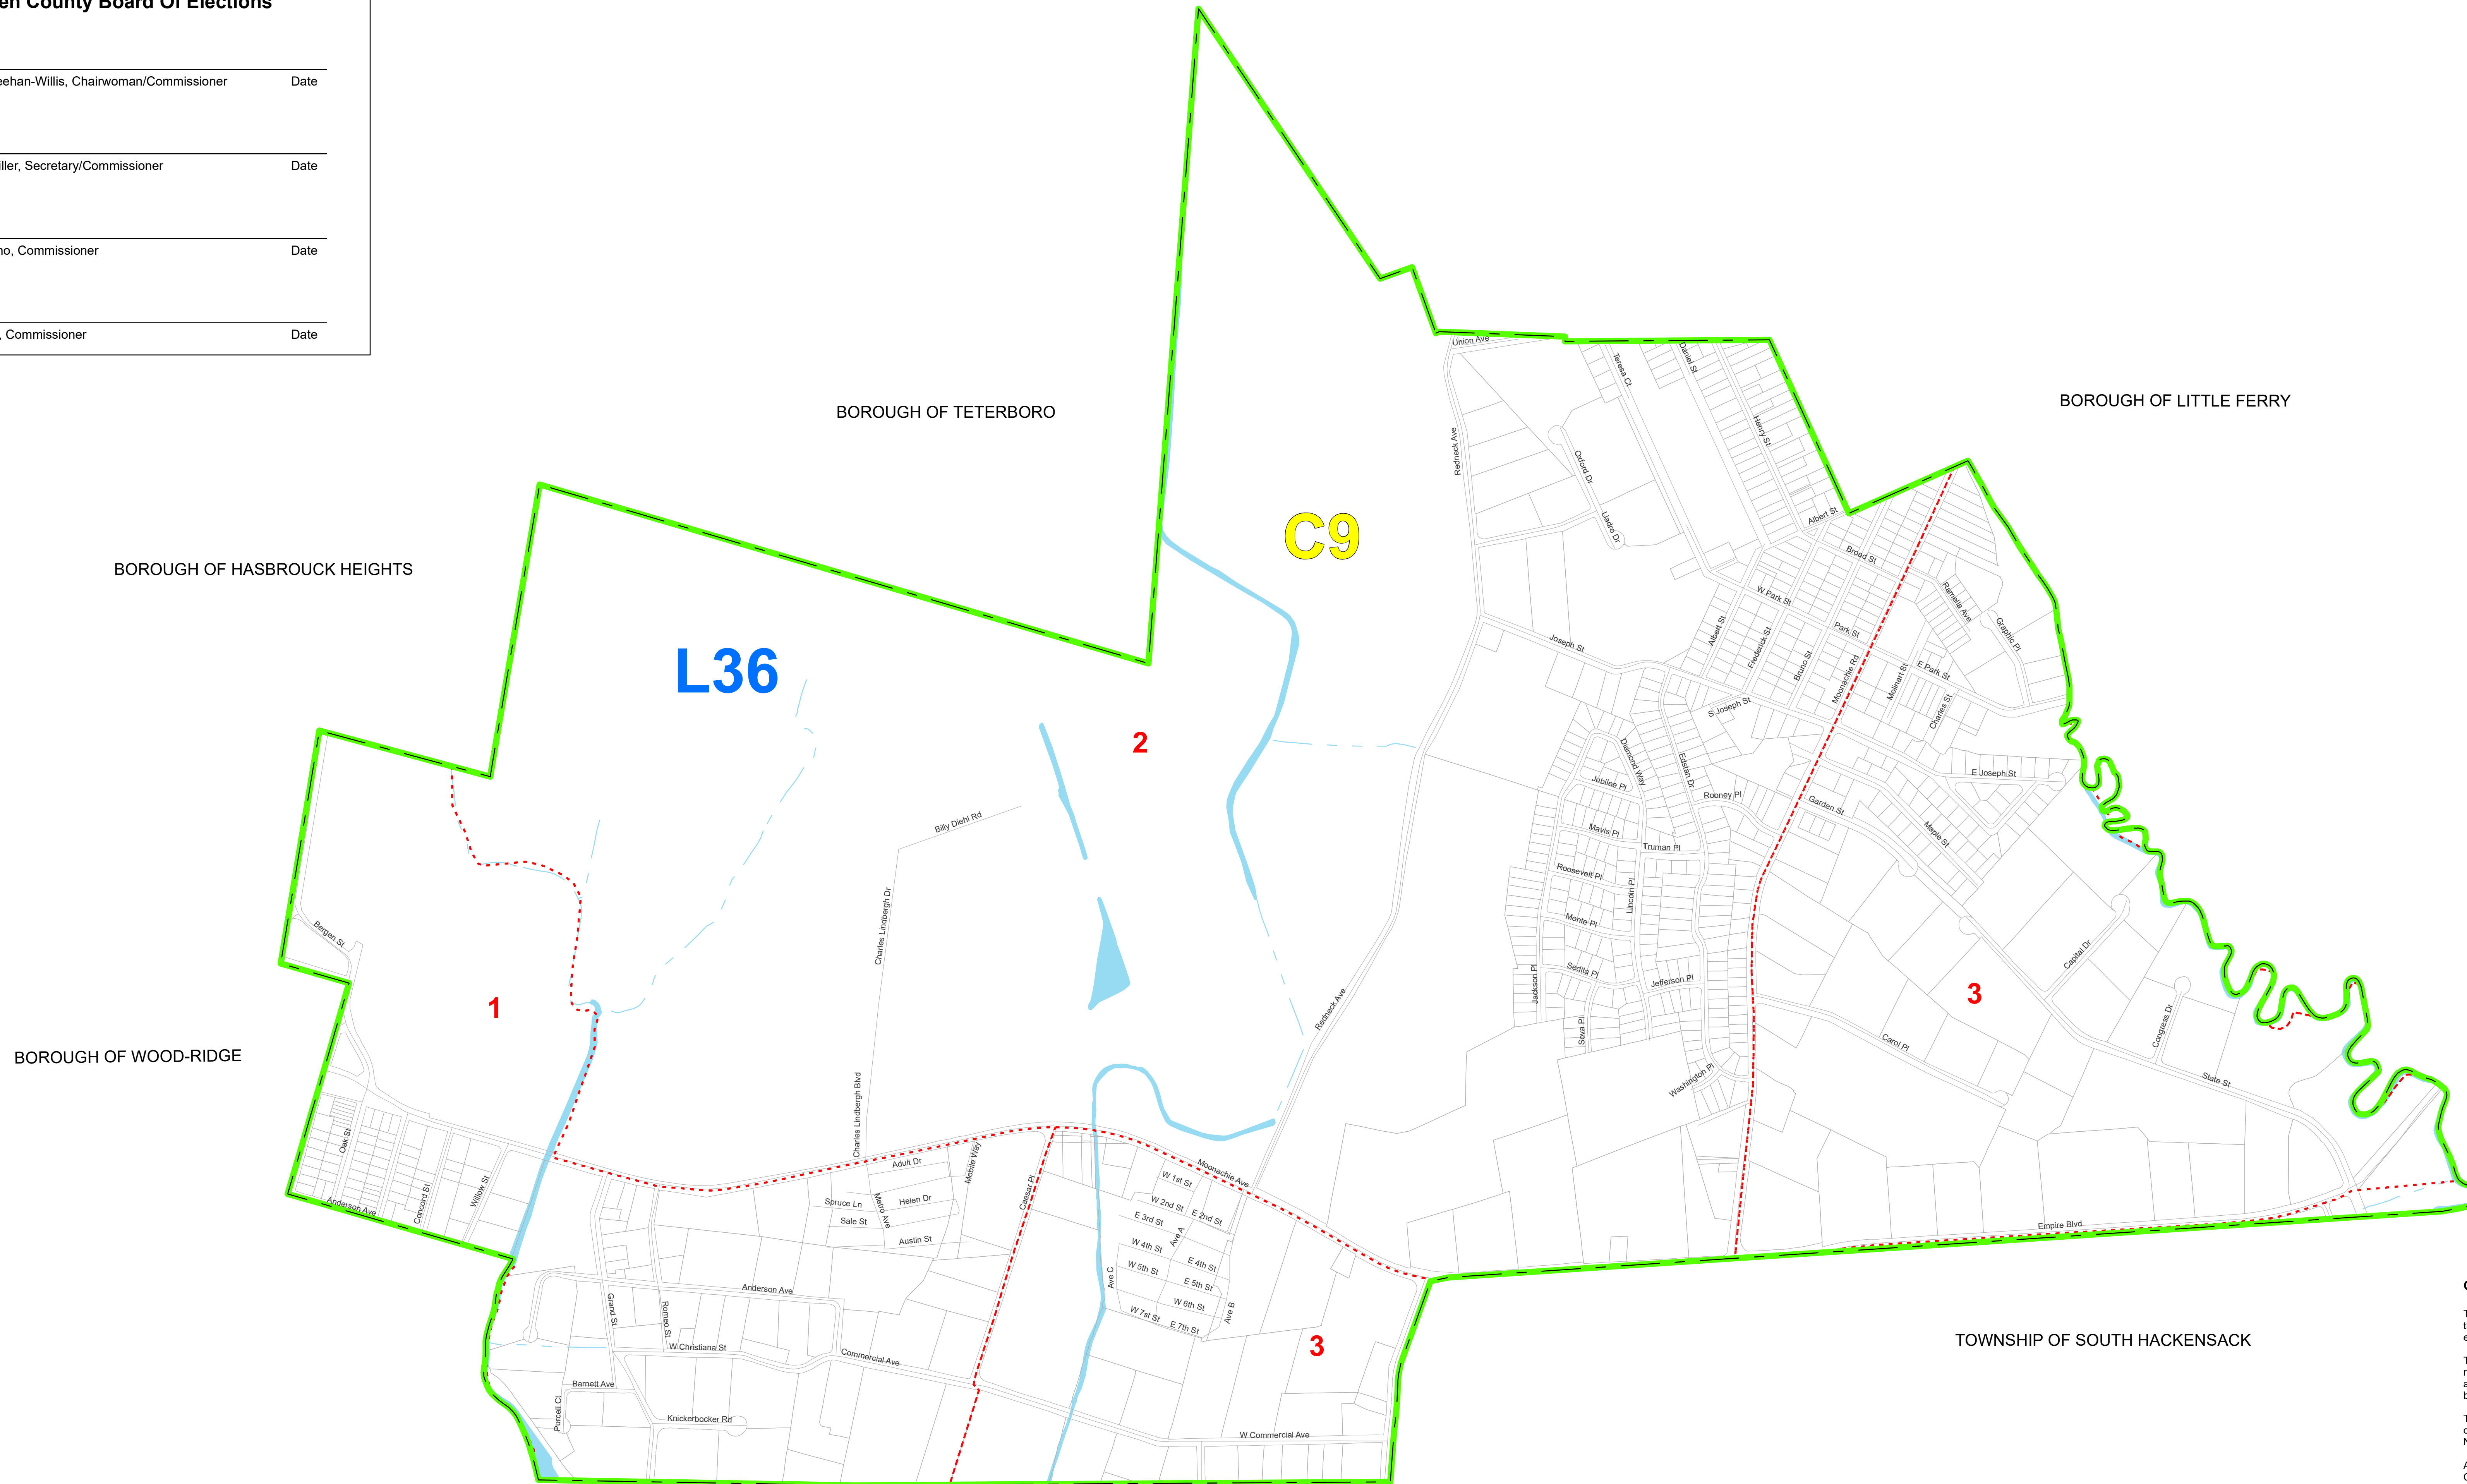 en County Board Of Elections
eehan-Willis, Chairwoman/Commissioner Date
iller, Secretary/Commissioner Date
no, Commissioner Date
, Commissioner Date
BOROUGH OF TETERBORO
BOROUGH OF LITTLE FERRY
BOROUGH OF HASBROUCK HEIGHTS
BOROUGH OF WOOD-RIDGE
TOWNSHIP OF SOUTH HACKENSACK
C9
L36
2
1
3
3
Union Ave
Teresa Ct
Daniel St
Henry St
Redneck Ave
Oxford Dr
Lladro Dr
Albert St
Broad St
W Park St
Ramella Ave
Graphic Pl
Park St
Albert St
Frederick St
Bruno St
Moonachie Rd
Molinart St
E Park St
Charles St
Joseph St
S Joseph St
Diamond Way
Edstan Dr
E Joseph St
Jubilee Pl
Rooney Pl
Garden St
Maple St
Billy Diehl Rd
Mavis Pl
Truman Pl
Roosevelt Pl
Lincoln Pl
Charles Lindbergh Dr
Monte Pl
Bergen St
Capital Dr
Sedita Pl
Jefferson Pl
Jackson Pl
Redneck Ave
Sova Pl
Congress Dr
Carol Pl
Washington Pl
State St
Charles Lindbergh Blvd
Oak St
Concord St
Willow St
Anderson Ave
Adult Dr
Mobile Way
Moonachie Ave
Caesar Pl
W 1st St
Spruce Ln
Metro Ave
Helen Dr
W 2nd St
E 2nd St
Sale St
E 3rd St
Ave A
Austin St
W 4th St
E 4th St
Empire Blvd
W 5th St
E 5th St
Ave C
W 6th St
Ave B
W 7st St
E 7th St
Anderson Ave
Grand St
Romeo St
W Christiana St
Commercial Ave
Barnett Ave
Purcell Ct
Knickerbocker Rd
W Commercial Ave